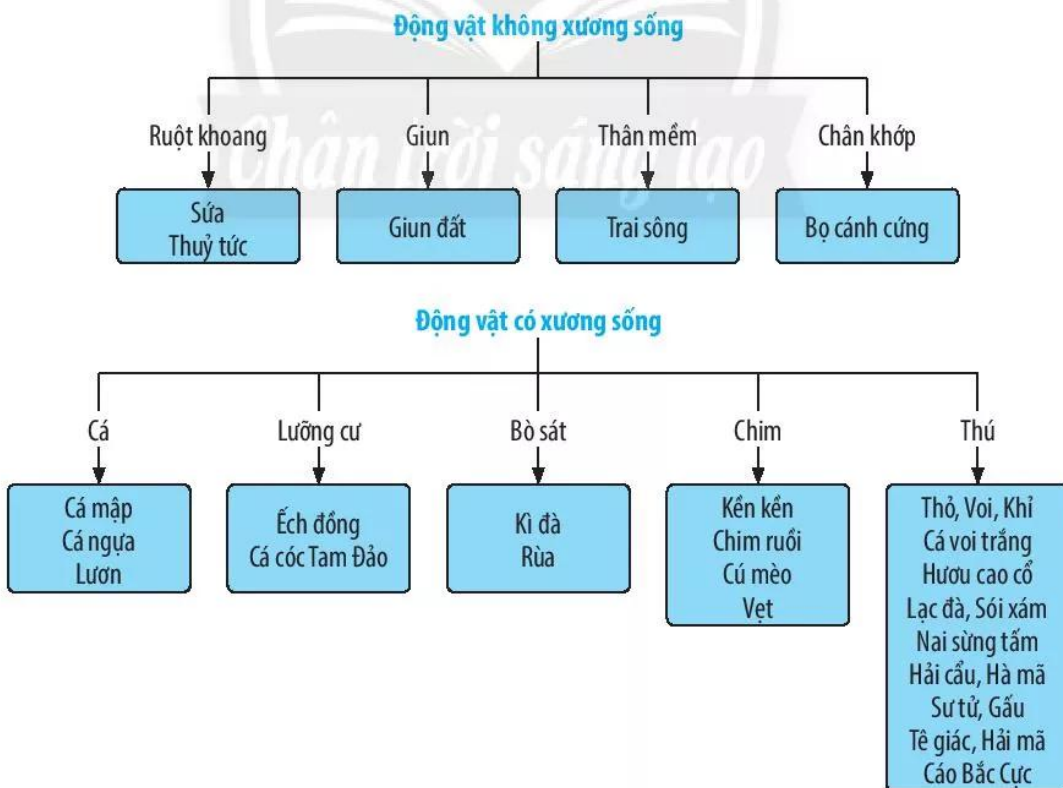 Chân trời sáng tạo
Động vật không xương sống
Ruột khoang
Giun
Thân mềm
Chân khớp
Sứa
Thuỷ tức
Giun đất
Trai sông
Bọ cánh cứng
Động vật có xương sống
Cá
Lưỡng cư
Bò sát
Chim
Thú
Cá mập
Cá ngựa
Lươn
Ếch đồng
Cá cóc Tam Đảo
Kì đà
Rùa
Kền kền
Chim ruồi
Cú mèo
Vẹt
Thỏ, Voi, Khỉ
Cá voi trắng
Hươu cao cổ
Lạc đà, Sói xám
Nai sừng tấm
Hải cẩu, Hà mã
Sư tử, Gấu
Tê giác, Hải mã
Cáo Bắc Cực